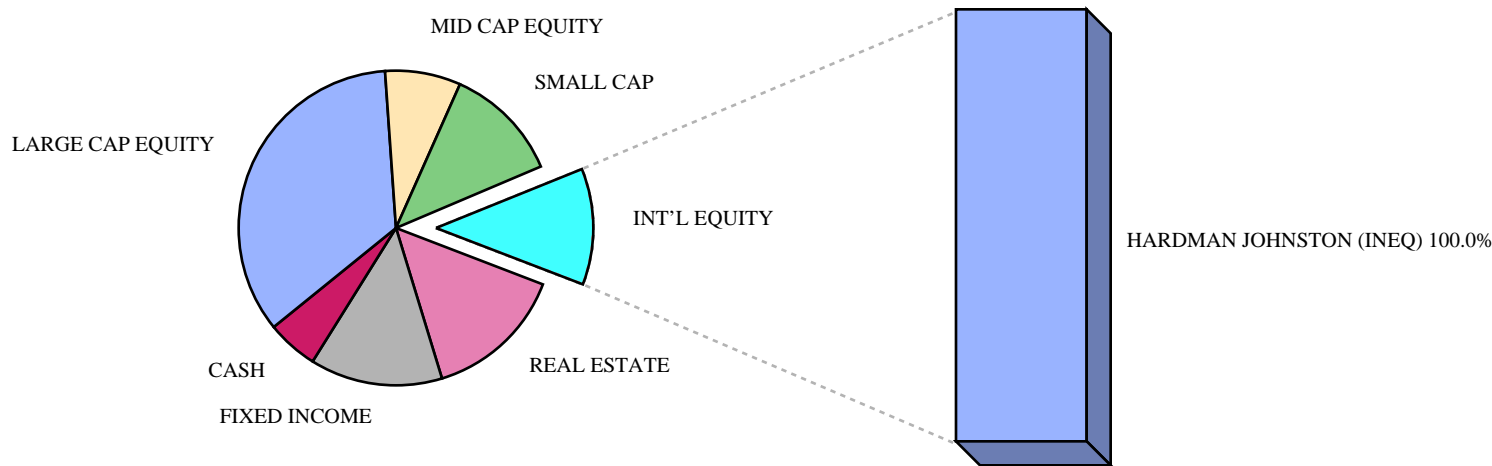 MID CAP EQUITY
SMALL CAP
LARGE CAP EQUITY
INT'L EQUITY
HARDMAN JOHNSTON (INEQ) 100.0%
REAL ESTATE
CASH
FIXED INCOME